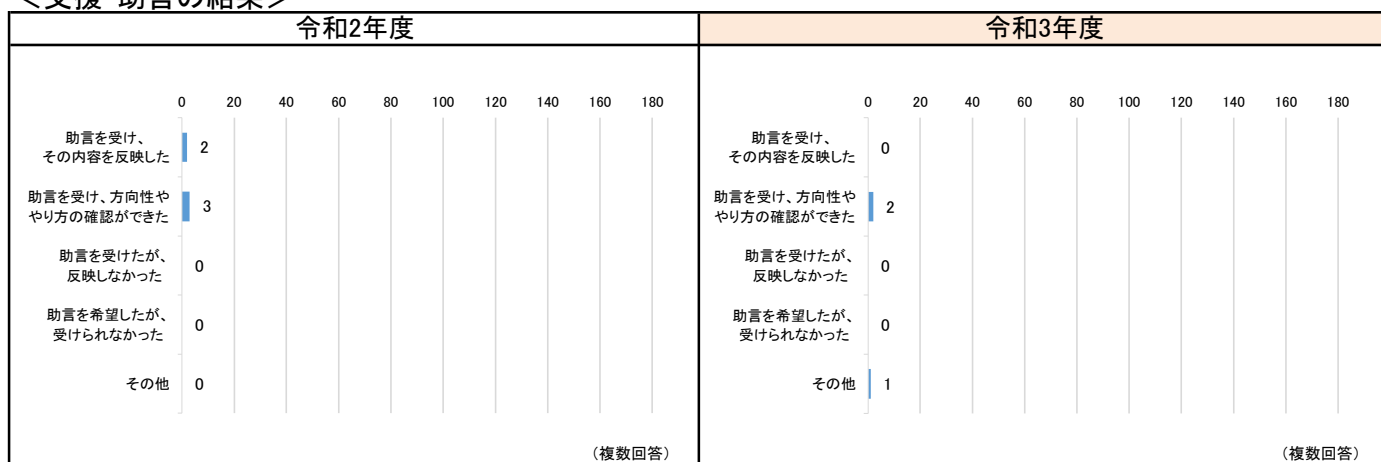 ＜支援・助言の結果＞
令和2年度
0 20 40 60 80 100 120 140 160 180
助言を受け、
その内容を反映した
2
助言を受け、方向性や
やり方の確認ができた
3
助言を受けたが、
反映しなかった
0
助言を希望したが、
受けられなかった
0
その他
0
（複数回答）
令和3年度
0 20 40 60 80 100 120 140 160 180
助言を受け、
その内容を反映した
0
助言を受け、方向性や
やり方の確認ができた
2
助言を受けたが、
反映しなかった
0
助言を希望したが、
受けられなかった
0
その他
1
（複数回答）